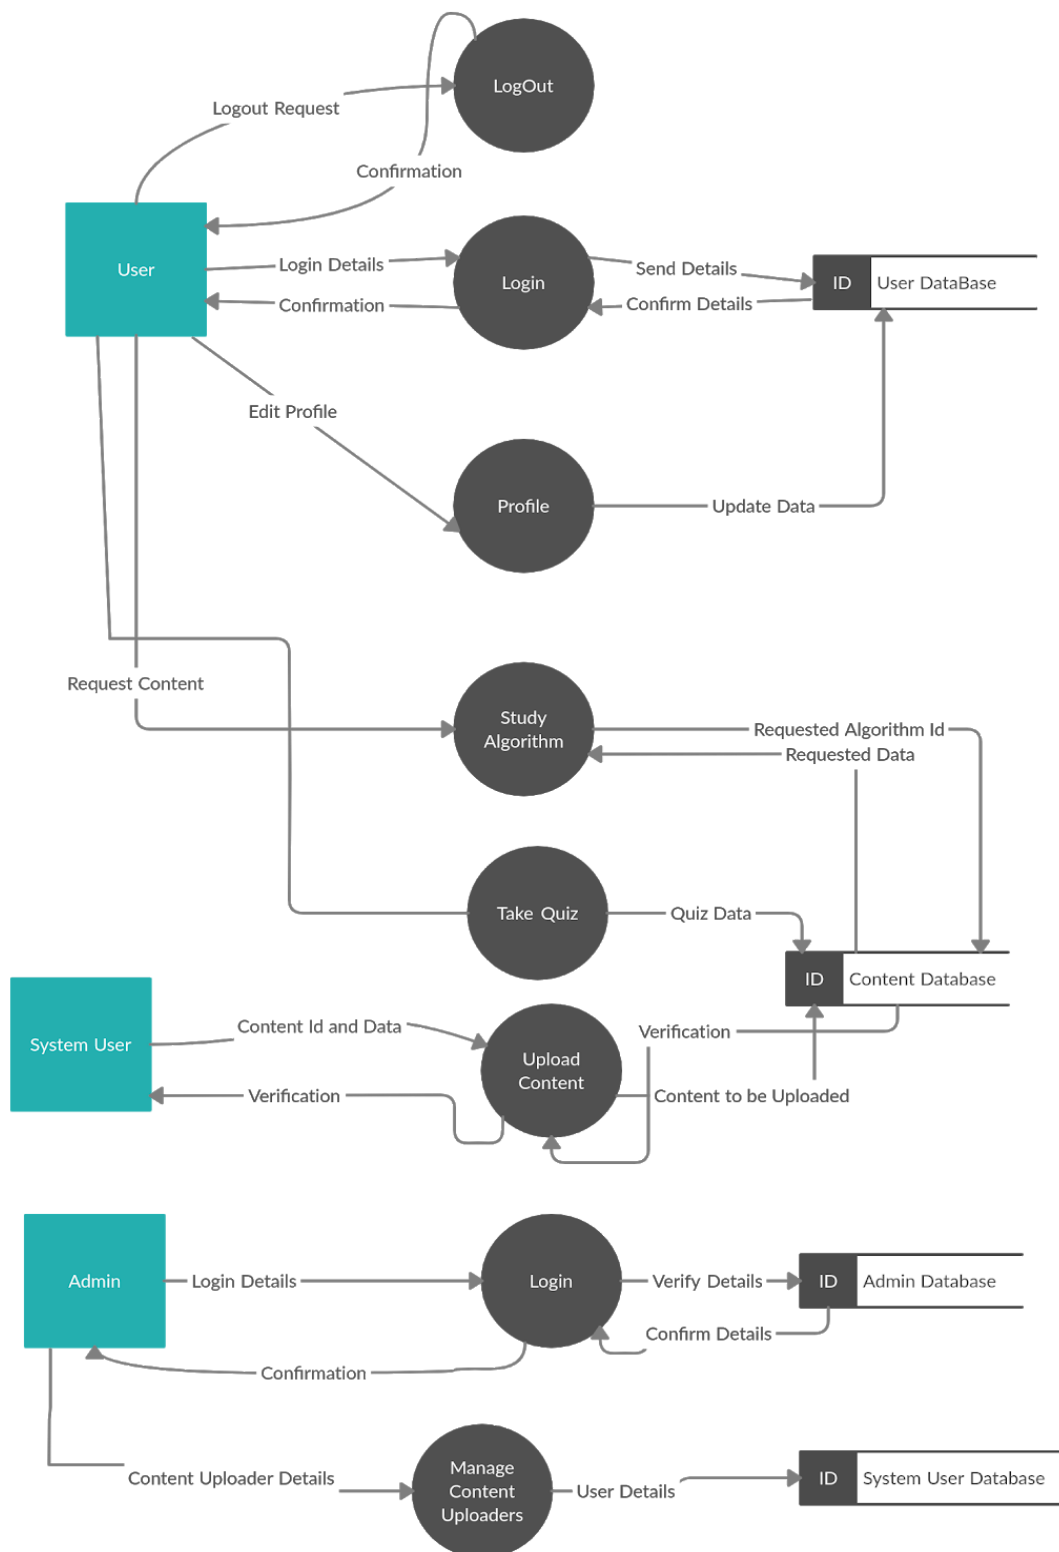 LogOut
Logout Request
Confirmation
User
Login Details
Confirmation
Login
Send Details
Confirm Details
ID
User DataBase
Edit Profile
Profile
Update Data
Request Content
Study
Algorithm
Requested Algorithm Id
Requested Data
Take Quiz
Quiz Data
ID
Content Database
System User
Content Id and Data
Verification
Upload
Content
Verification
Content to be Uploaded
Admin
Login Details
Login
Verify Details
ID
Admin Database
Confirm Details
Confirmation
Content Uploader Details
Manage
Content
Uploaders
User Details
ID
System User Database